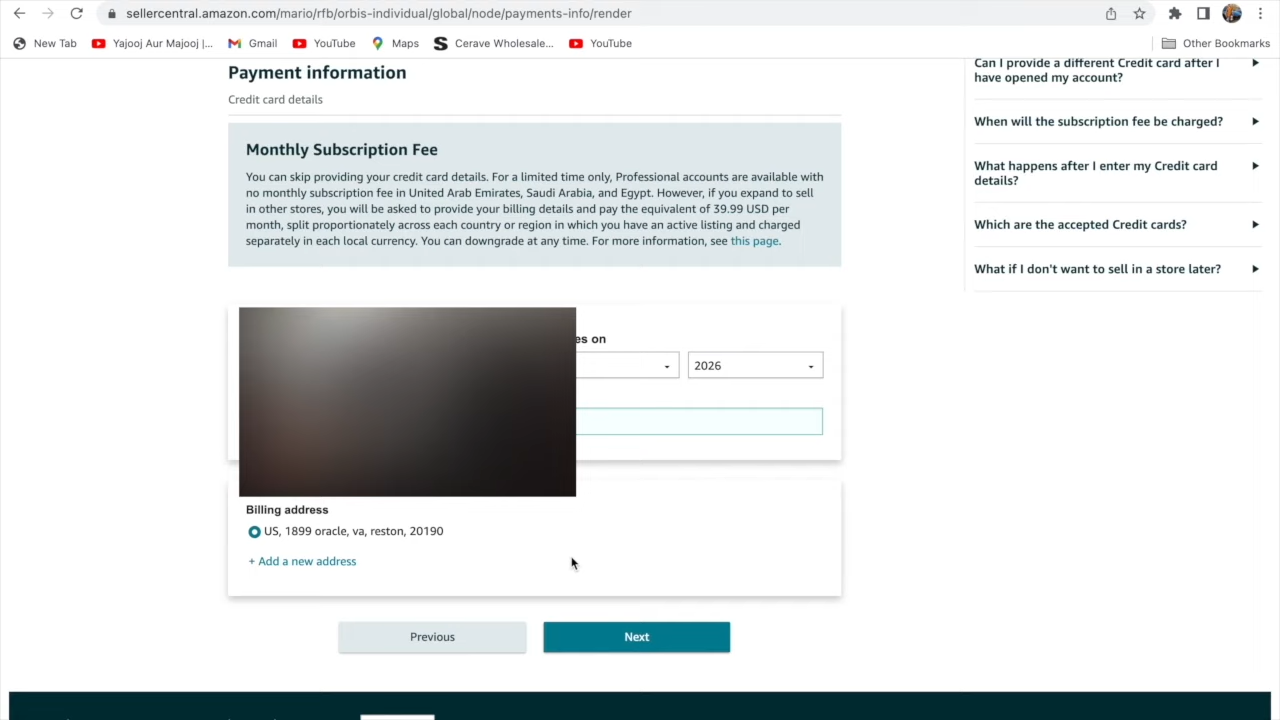 sellercentral.amazon.com/mario/rfb/orbis-individual/global/node/payments-info/render
New Tab
Yajooj Aur Majooj |...
Gmail
YouTube
Maps
Cerave Wholesale...
YouTube
Other Bookmarks
Payment information
Credit card details
Monthly Subscription Fee
You can skip providing your credit card details. For a limited time only, Professional accounts are available with
no monthly subscription fee in United Arab Emirates, Saudi Arabia, and Egypt. However, if you expand to sell
in other stores, you will be asked to provide your billing details and pay the equivalent of 39.99 USD per
month, split proportionately across each country or region in which you have an active listing and charged
separately in each local currency. You can downgrade at any time. For more information, see this page.
es on
2026
Billing address
US, 1899 oracle, va, reston, 20190
+ Add a new address
Previous
Next
Can I provide a different Credit card after I
have opened my account?
When will the subscription fee be charged?
What happens after I enter my Credit card
details?
Which are the accepted Credit cards?
What if I don't want to sell in a store later?